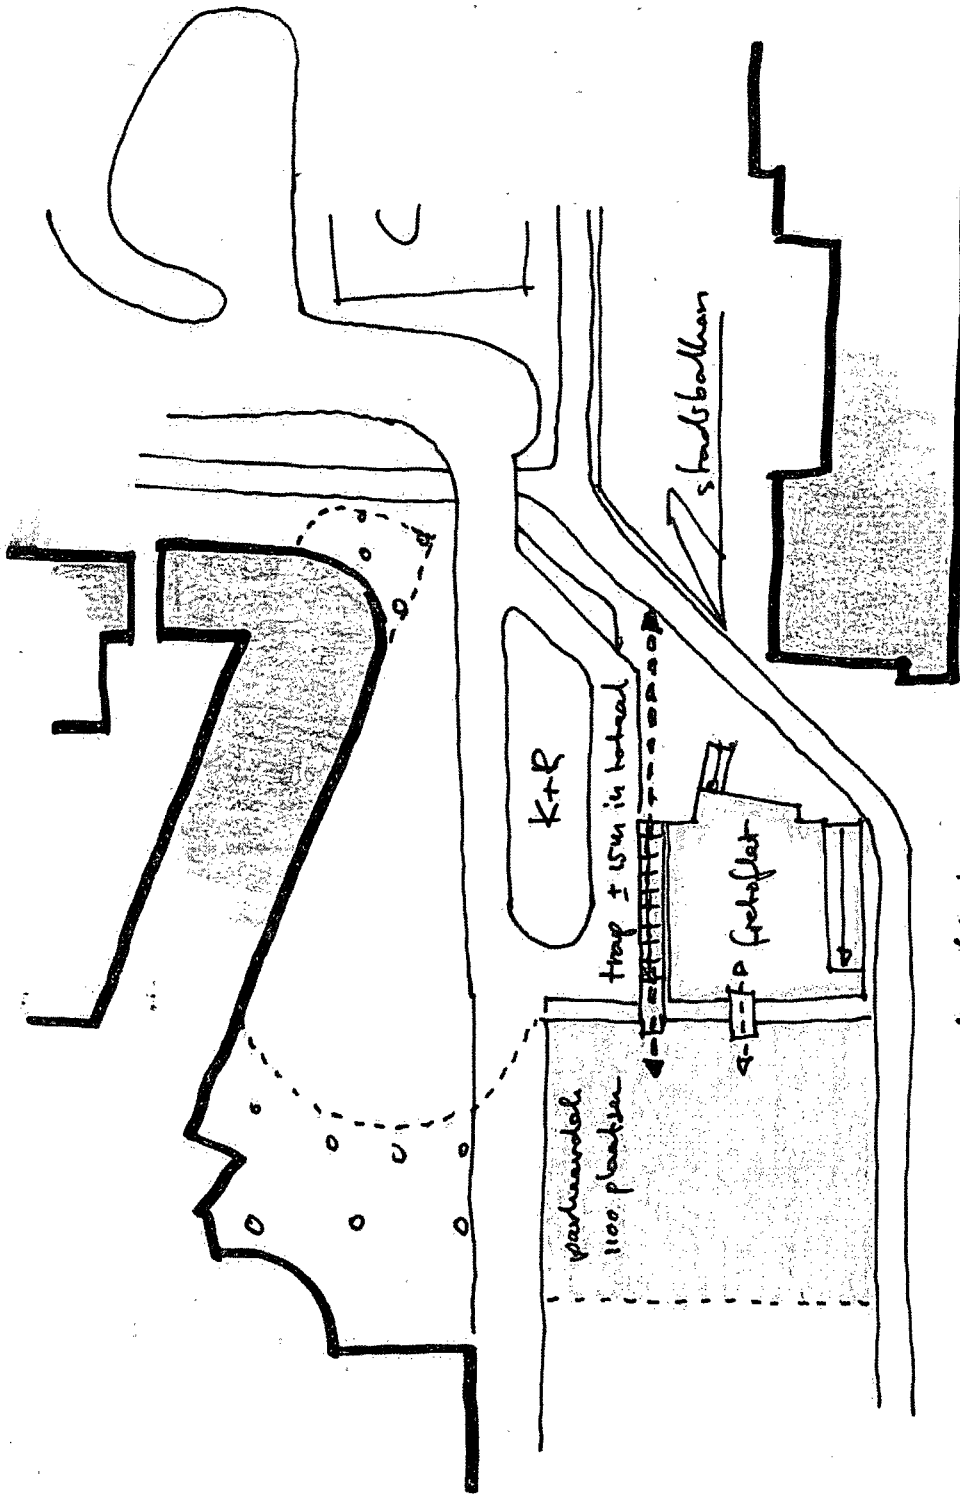 stadsbalkon
K+R
trap ± 15m in totaal
fietsflat
parkeerdek
1100 plaatsen